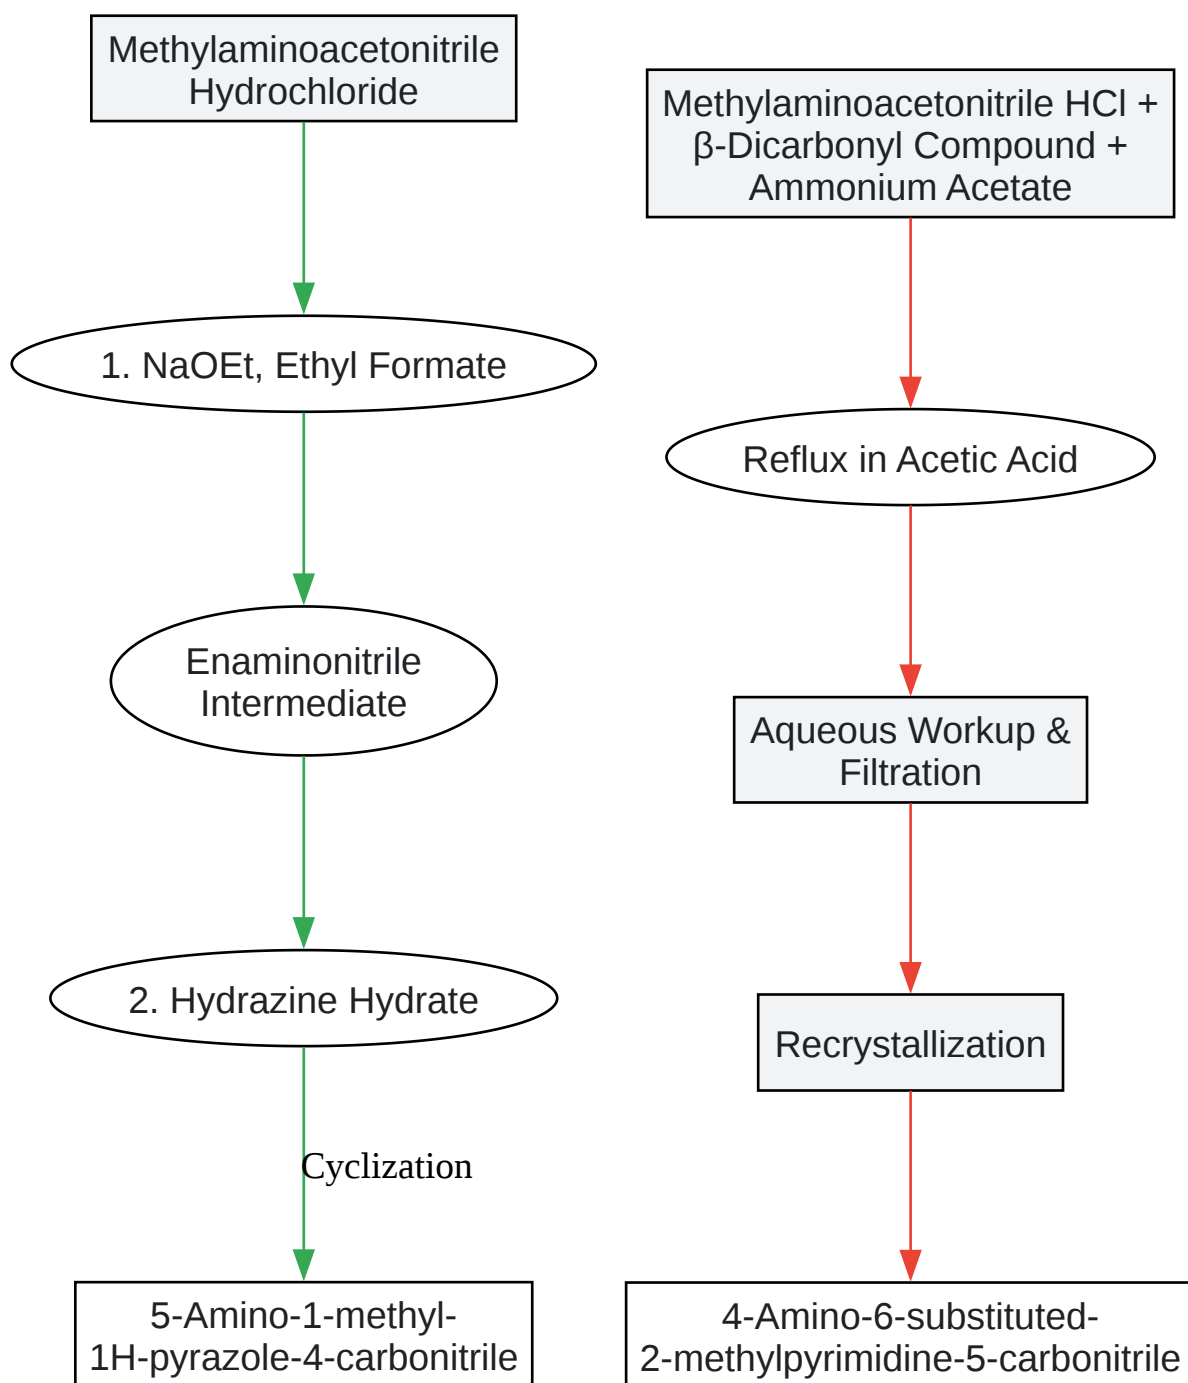 Methylaminoacetonitrile
Hydrochloride
1. NaOEt, Ethyl Formate
Enaminonitrile
Intermediate
2. Hydrazine Hydrate
Cyclization
5-Amino-1-methyl-
1H-pyrazole-4-carbonitrile
Methylaminoacetonitrile HCl +
β-Dicarbonyl Compound +
Ammonium Acetate
Reflux in Acetic Acid
Aqueous Workup &
Filtration
Recrystallization
4-Amino-6-substituted-
2-methylpyrimidine-5-carbonitrile